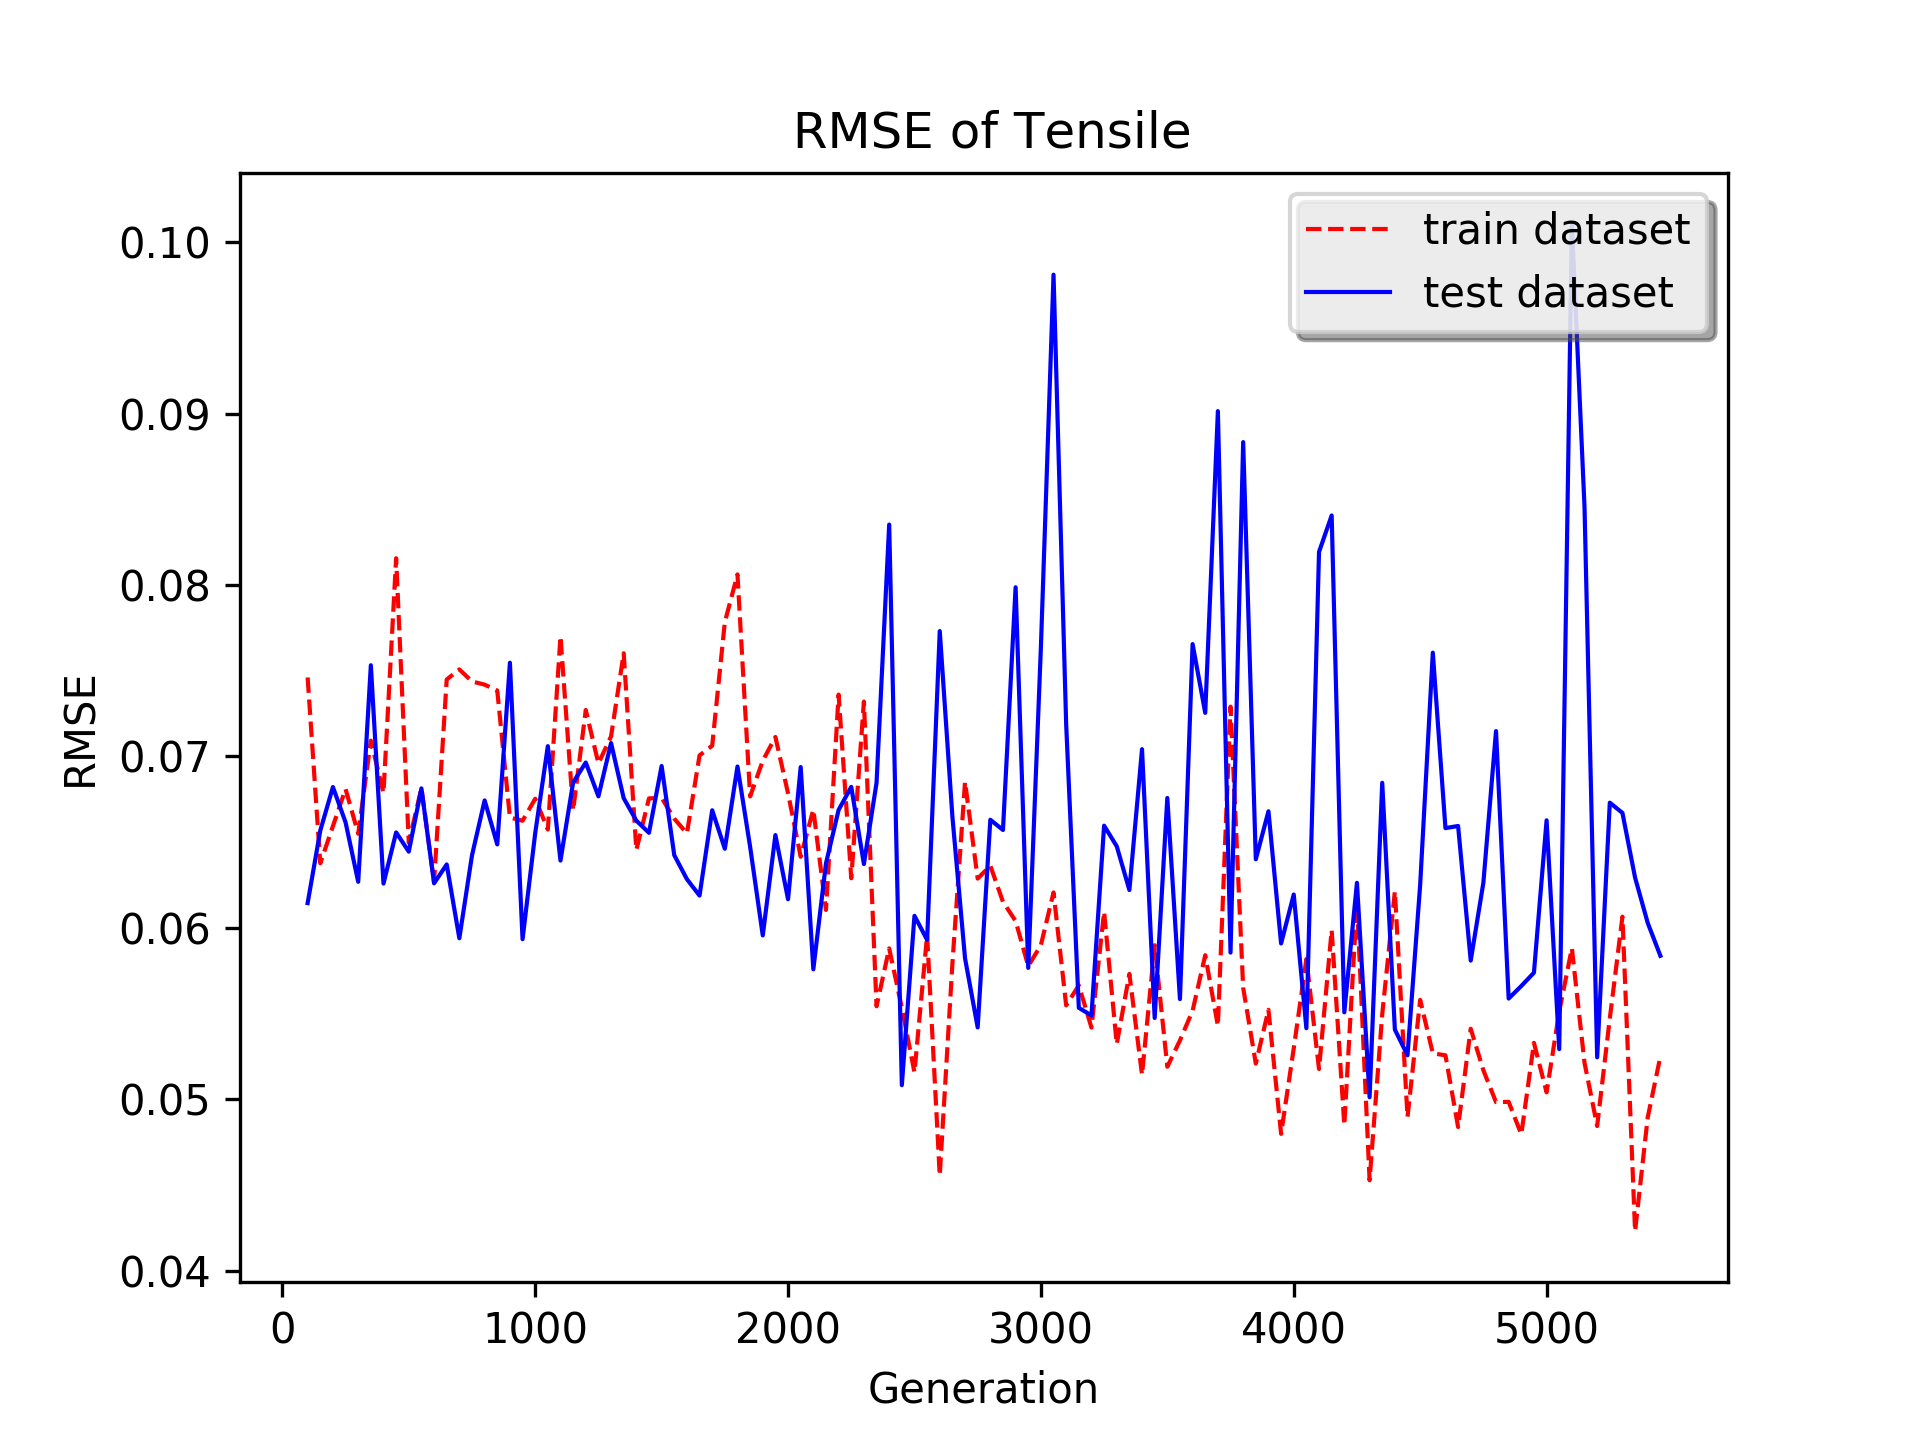 RMSE of Tensile
train dataset
test dataset
0.10
0.09
0.08
0.07
0.06
0.05
0.04
RMSE
0 1000 2000 3000 4000 5000
Generation